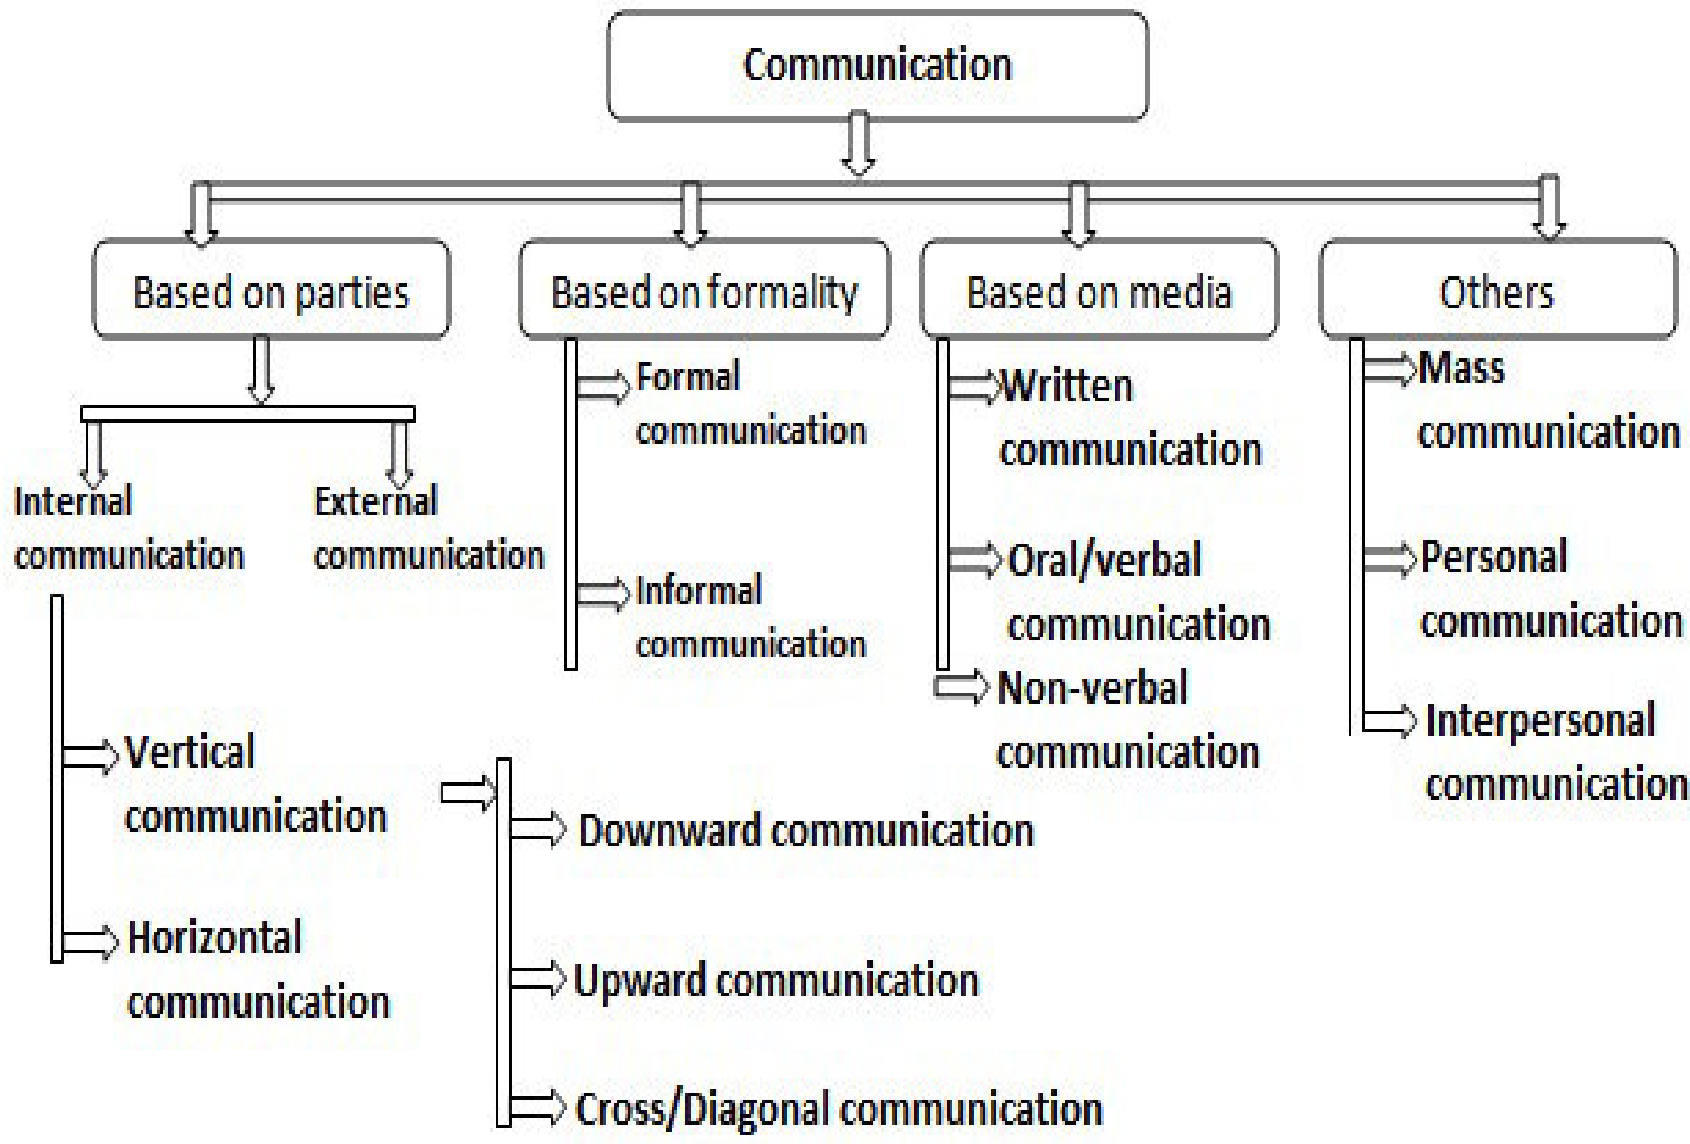 Communication
Based on parties
Based on formality
Based on media
Others
Internal
communication
External
communication
Vertical
communication
Horizontal
communication
Downward communication
Upward communication
Cross/Diagonal communication
Formal
communication
Informal
communication
Written
communication
Oral/verbal
communication
Non-verbal
communication
Mass
communication
Personal
communication
Interpersonal
communication